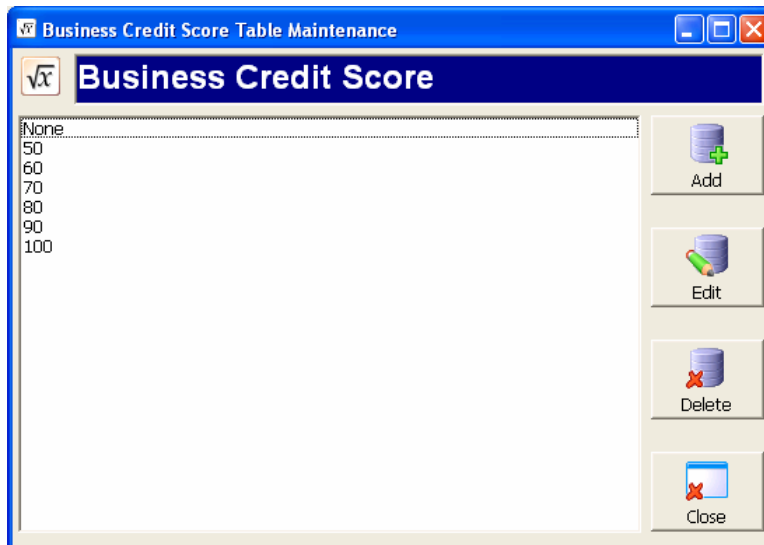 Business Credit Score Table Maintenance
√x Business Credit Score
None
50
60
70
80
90
100
Add
Edit
Delete
Close